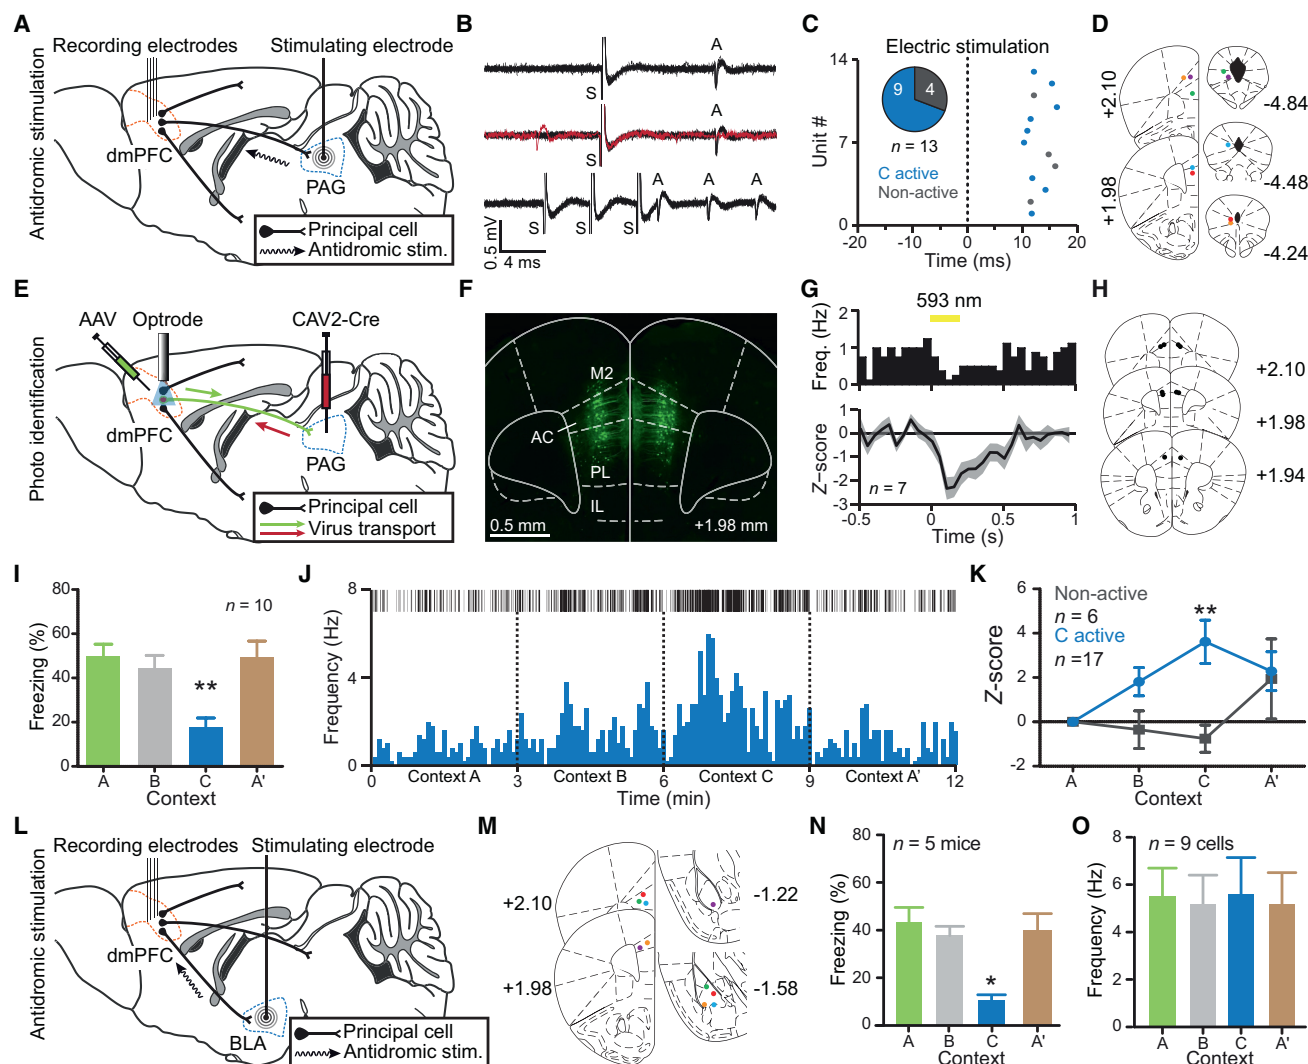 A
Antidromic stimulation
Recording electrodes
Stimulating electrode
dmPFC
PAG
Principal cell
Antidromic stim.
B
A
S
A
S
A A A
S S S
0.5 mV
4 ms
C
Electric stimulation
14
7
0
Unit #
9 4
n = 13
C active
Non-active
-20 -10 0 10 20
Time (ms)
D
+2.10
+1.98
-4.84
-4.48
-4.24
E
Photo identification
AAV
Optrode
CAV2-Cre
dmPFC
PAG
Principal cell
Virus transport
F
M2
AC
PL
IL
0.5 mm
+1.98 mm
G
593 nm
2
1
0
Freq. (Hz)
1
0
-1
-2
-3
Z-score
n = 7
-0.5 0 0.5 1
Time (s)
H
+2.10
+1.98
+1.94
I
80
60
40
20
0
Freezing (%)
n = 10
**
A B C A'
Context
J
8
4
0
Frequency (Hz)
0 3 6 9 12
Context A Context B Context C Context A'
Time (min)
K
6
4
2
0
-2
Z-score
Non-active
n = 6
C active
n =17
**
A B C A'
Context
L
Antidromic stimulation
Recording electrodes
Stimulating electrode
dmPFC
BLA
Principal cell
Antidromic stim.
M
+2.10
+1.98
-1.22
-1.58
N
80
60
40
20
0
Freezing (%)
n = 5 mice
*
A B C A'
Context
O
8
6
4
2
0
Frequency (Hz)
n = 9 cells
A B C A'
Context